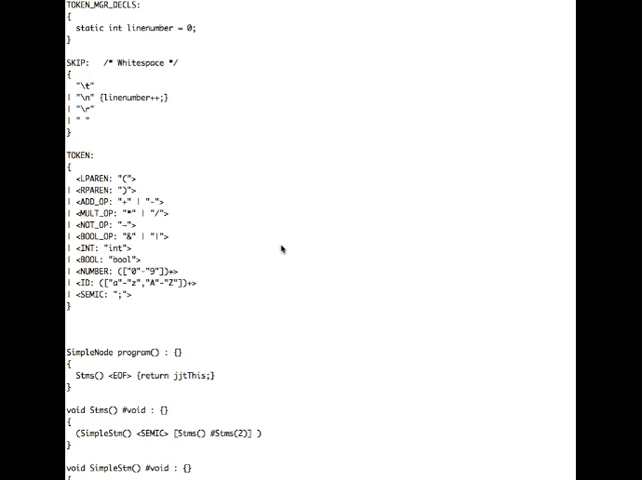 TOKEN_MGR_DECLS:
{
static int linenumber = 0;
}
SKIP: /* Whitespace */
{
"\t"
| "\n" {linenumber++;}
| "\r"
| " "
}
TOKEN:
{
<LPAREN: "(">
| <RPAREN: ")">
| <ADD_OP: "+" | "-">
| <MULT_OP: "*" | "/">
| <NOT_OP: "~">
| <BOOL_OP: "&" | "|">
| <INT: "int">
| <BOOL: "bool">
| <NUMBER: (["0"-"9"])+>
| <ID: (["a"-"z","A"-"Z"])+>
| <SEMIC: ";">
}
SimpleNode program() : {}
{
Stms() <EOF> {return jjtThis;}
}
void Stms() #void : {}
{
(SimpleStm() <SEMIC> [Stms() #Stms(2)] )
}
void SimpleStm() #void : {}
{